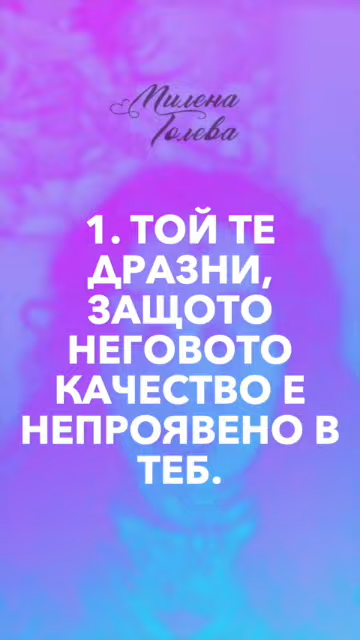 Милена
Голева
1. ТОЙ ТЕ
ДРАЗНИ,
ЗАЩОТО
НЕГОВОТО
КАЧЕСТВО Е
НЕПРОЯВЕНО В
ТЕБ.